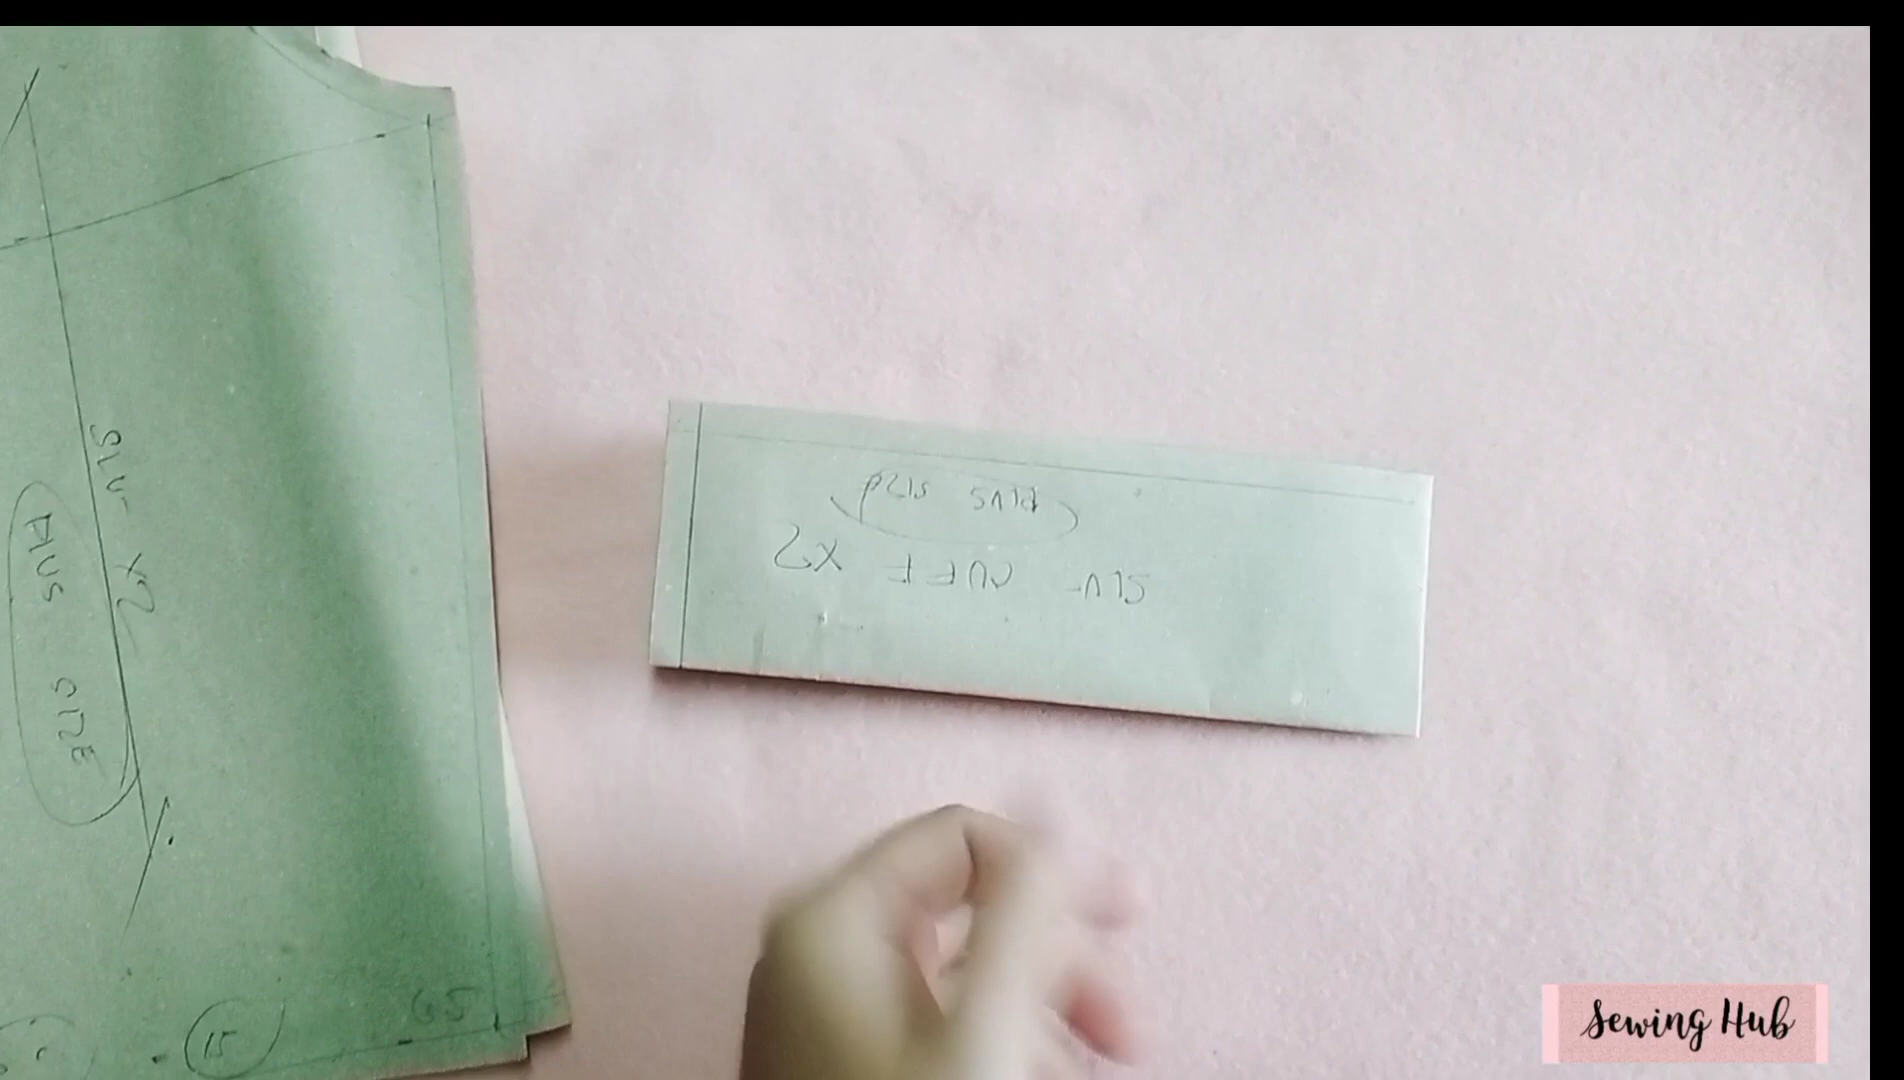 SLV- X2
PLUS SIZE
15
65
SLV- CUFF X2
PLUS SIZE
Sewing Hub